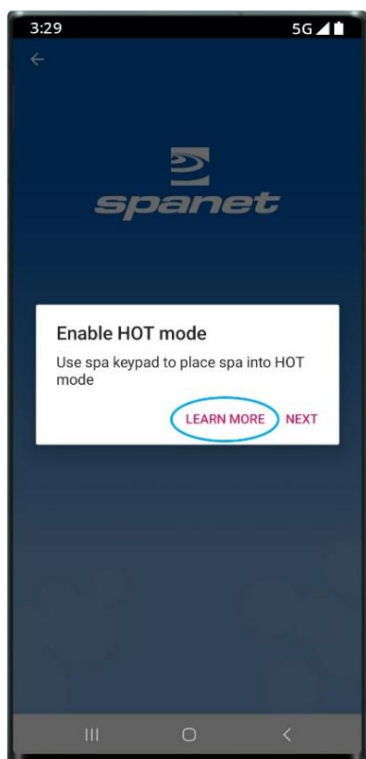 3:29 5G
spanet
Enable HOT mode
Use spa keypad to place spa into HOT
mode
LEARN MORE NEXT